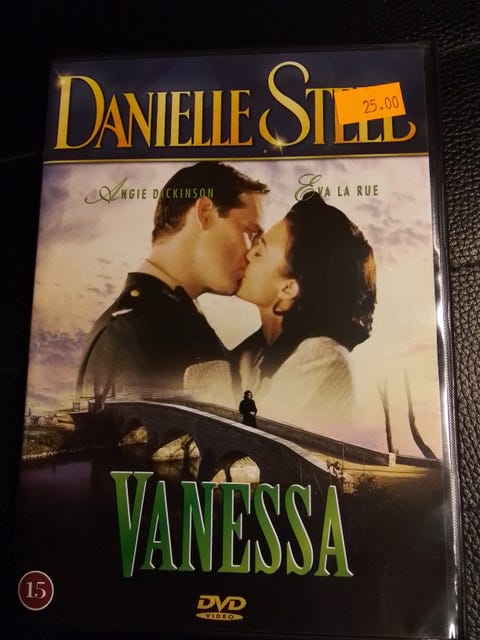 DANIELLE STEEL
25.00
ANGIE DICKINSON EVA LA RUE
VANESSA
15
DVD
VIDEO